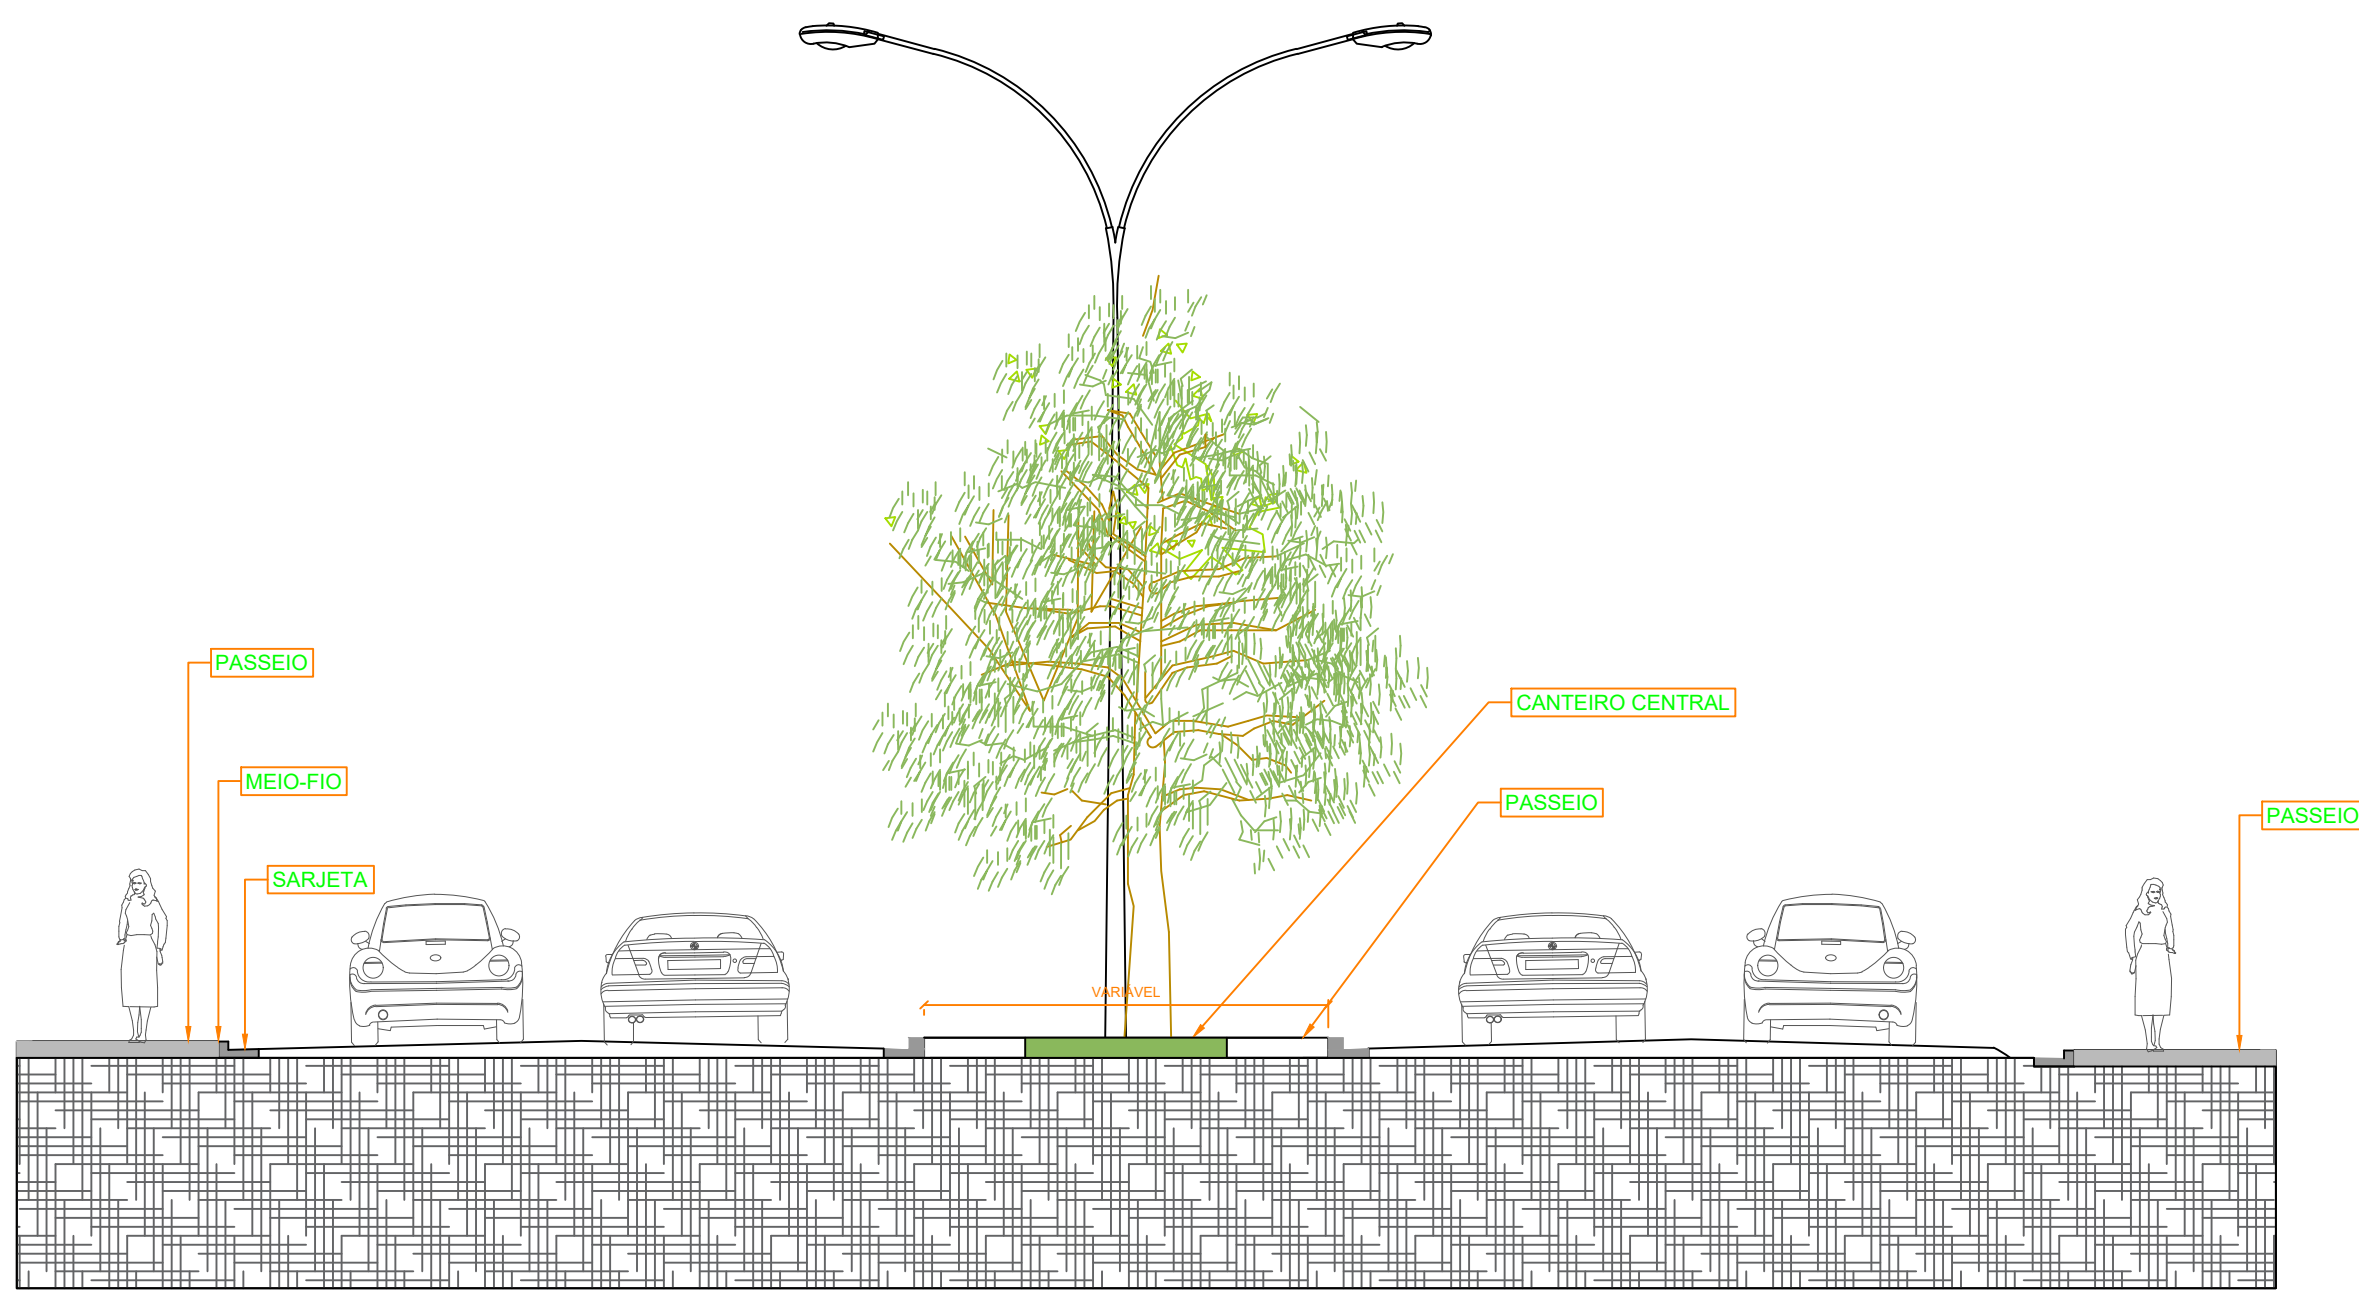 PASSEIO
MEIO-FIO
SARJETA
VARIÁVEL
CANTEIRO CENTRAL
PASSEIO
PASSEIO